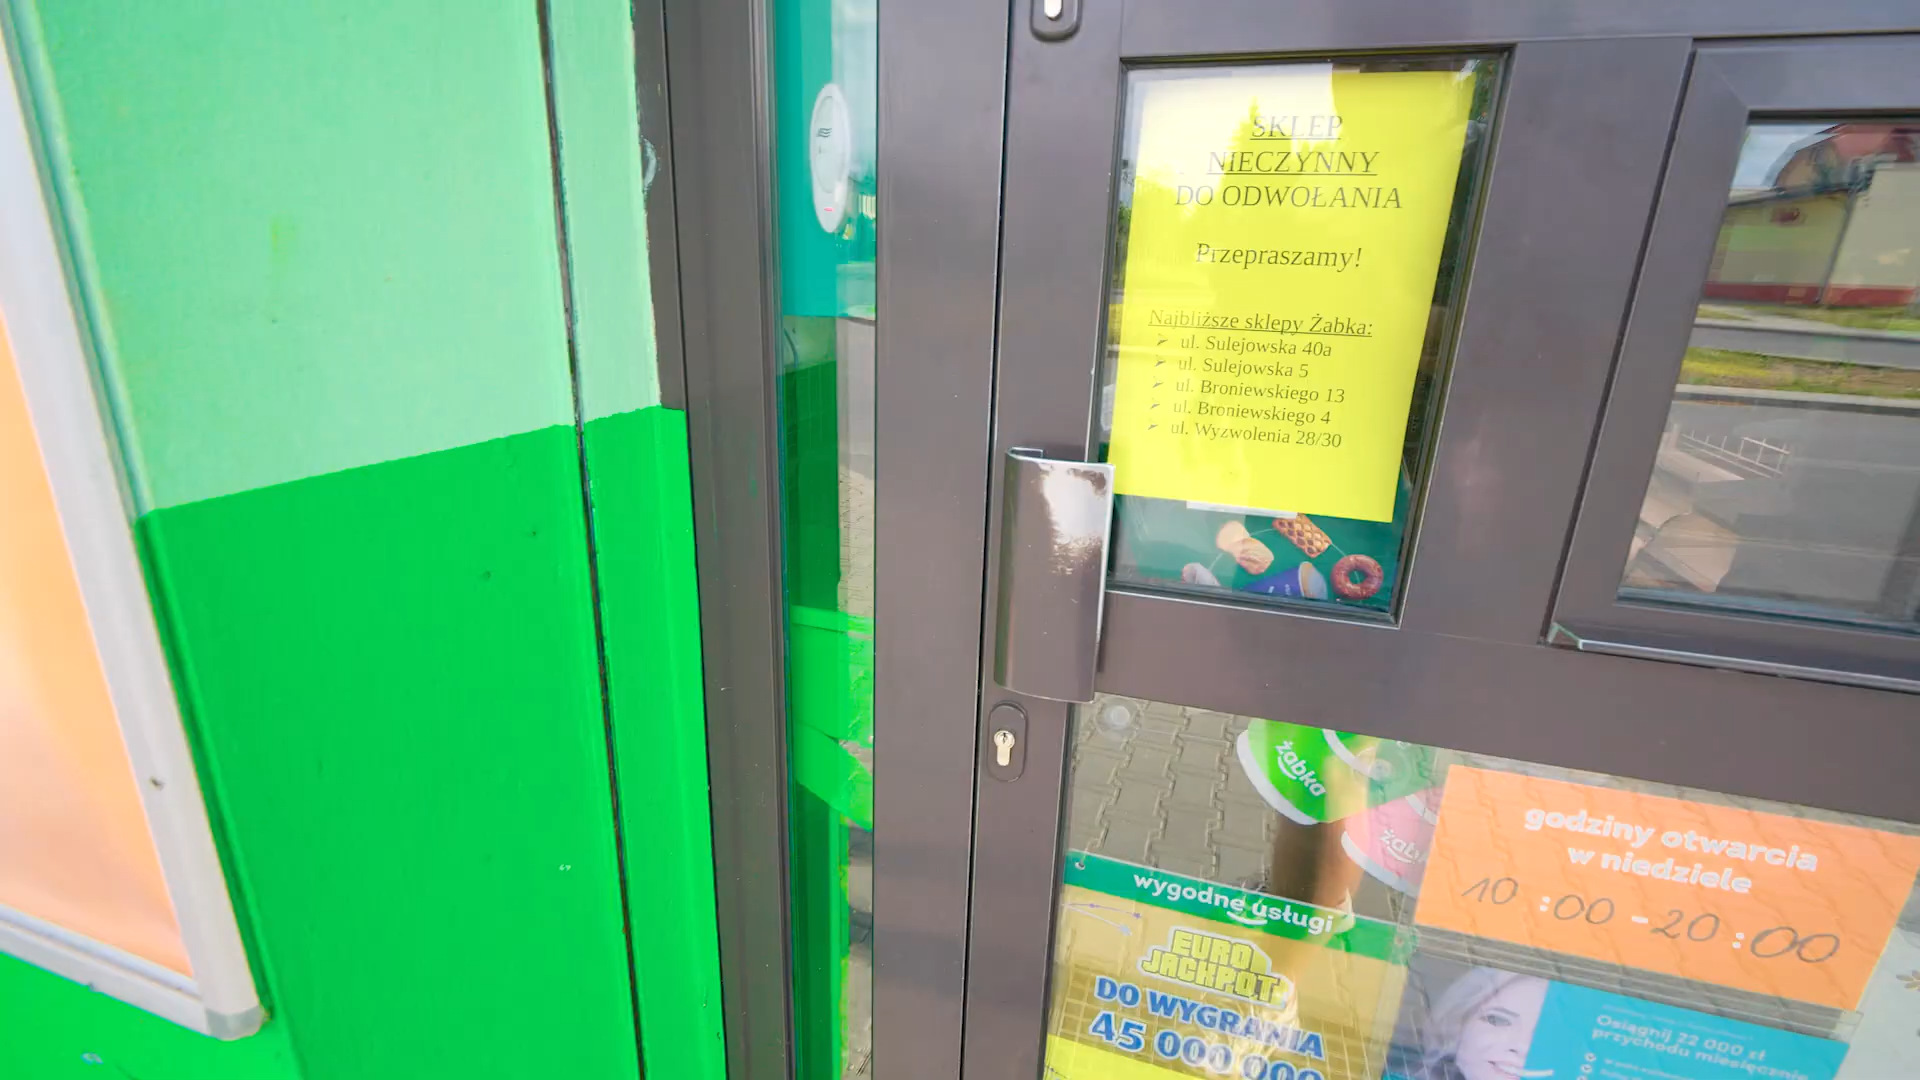 SKLEP
NIECZYNNY
DO ODWOŁANIA
Przepraszamy!
Najbliższe sklepy Żabka:
ul. Sulejowska 40a
ul. Sulejowska 5
ul. Broniewskiego 13
ul. Broniewskiego 4
ul. Wyzwolenia 28/30
żabka
żabka
godziny otwarcia
w niedziele
10:00-20:00
wygodne usługi
EURO
JACKPOT
DO WYGRANIA
45 000 000
Osiągnij 22 000 zł
przychodu miesięcznie